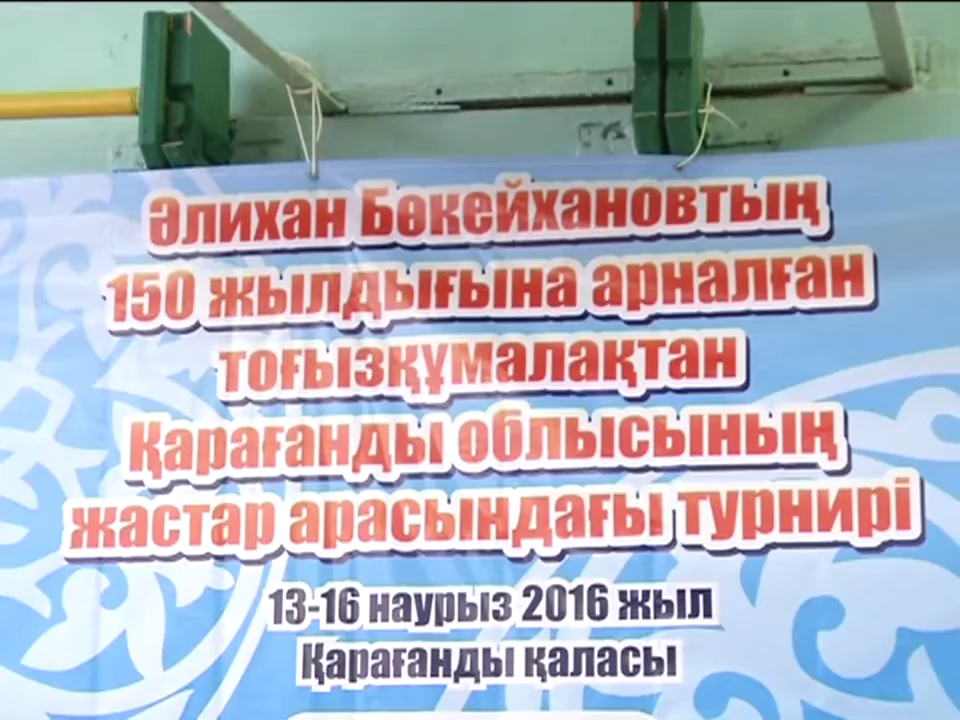 Әлихан Бөкейхановтың
150 жылдығына арналған
тоғызқұмалақтан
Қарағанды облысының
жастар арасындағы турнирі
13-16 наурыз 2016 жыл
Қарағанды қаласы